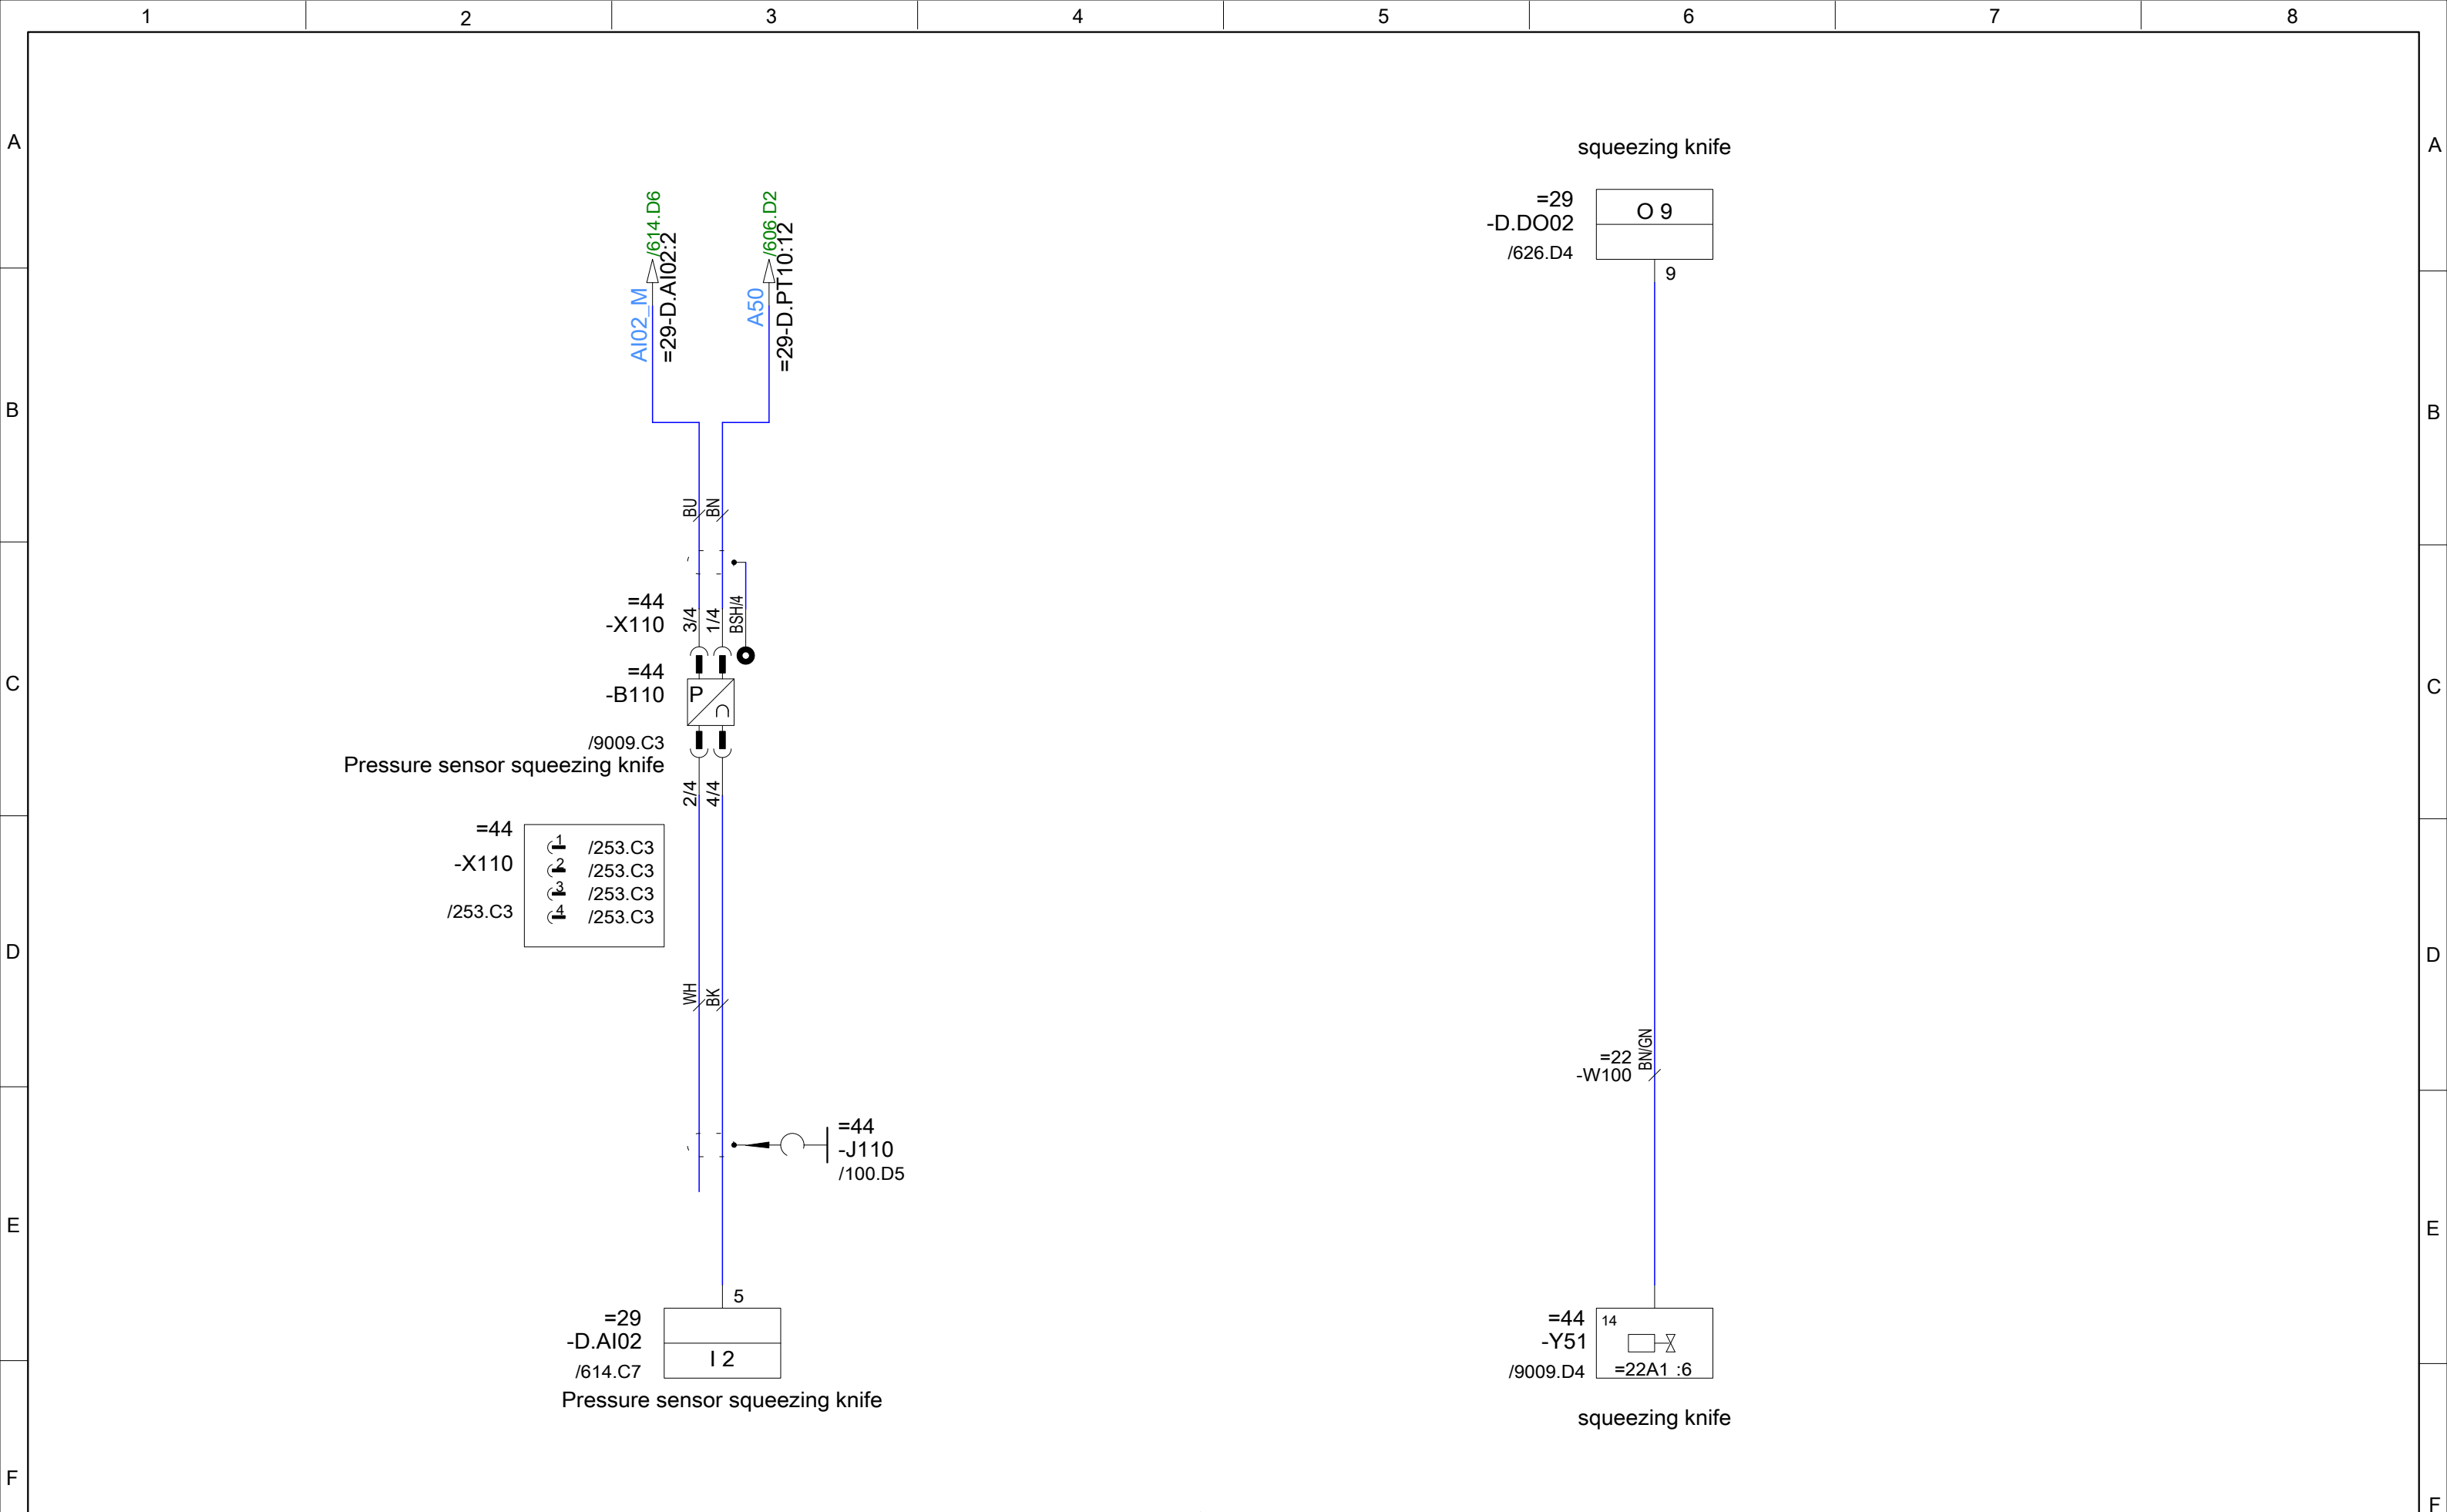 1 2 3 4 5 6 7 8
A
A
squeezing knife
/614.D6
/606.D2
=29
-D.DO02
/626.D4
O 9
9
AI02_M
=29-D.AI02:2
A50
=29-D.PT10:12
B
B
BU
BN
=44
-X110
3/4
1/4
BSH/4
=44
-B110
P
C
C
/9009.C3
Pressure sensor squeezing knife
2/4
4/4
=44
-X110
/253.C3
1 /253.C3
2 /253.C3
3 /253.C3
4 /253.C3
D
D
WH
BK
=22
-W100
BN/GN
=44
-J110
/100.D5
E
E
5
=29
-D.AI02
/614.C7
I 2
Pressure sensor squeezing knife
=44
-Y51
/9009.D4
14
=22A1 :6
squeezing knife
F
F